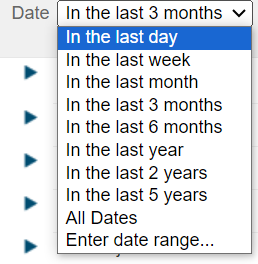 Date In the last 3 months
In the last day
In the last week
In the last month
In the last 3 months
In the last 6 months
In the last year
In the last 2 years
In the last 5 years
All Dates
Enter date range...